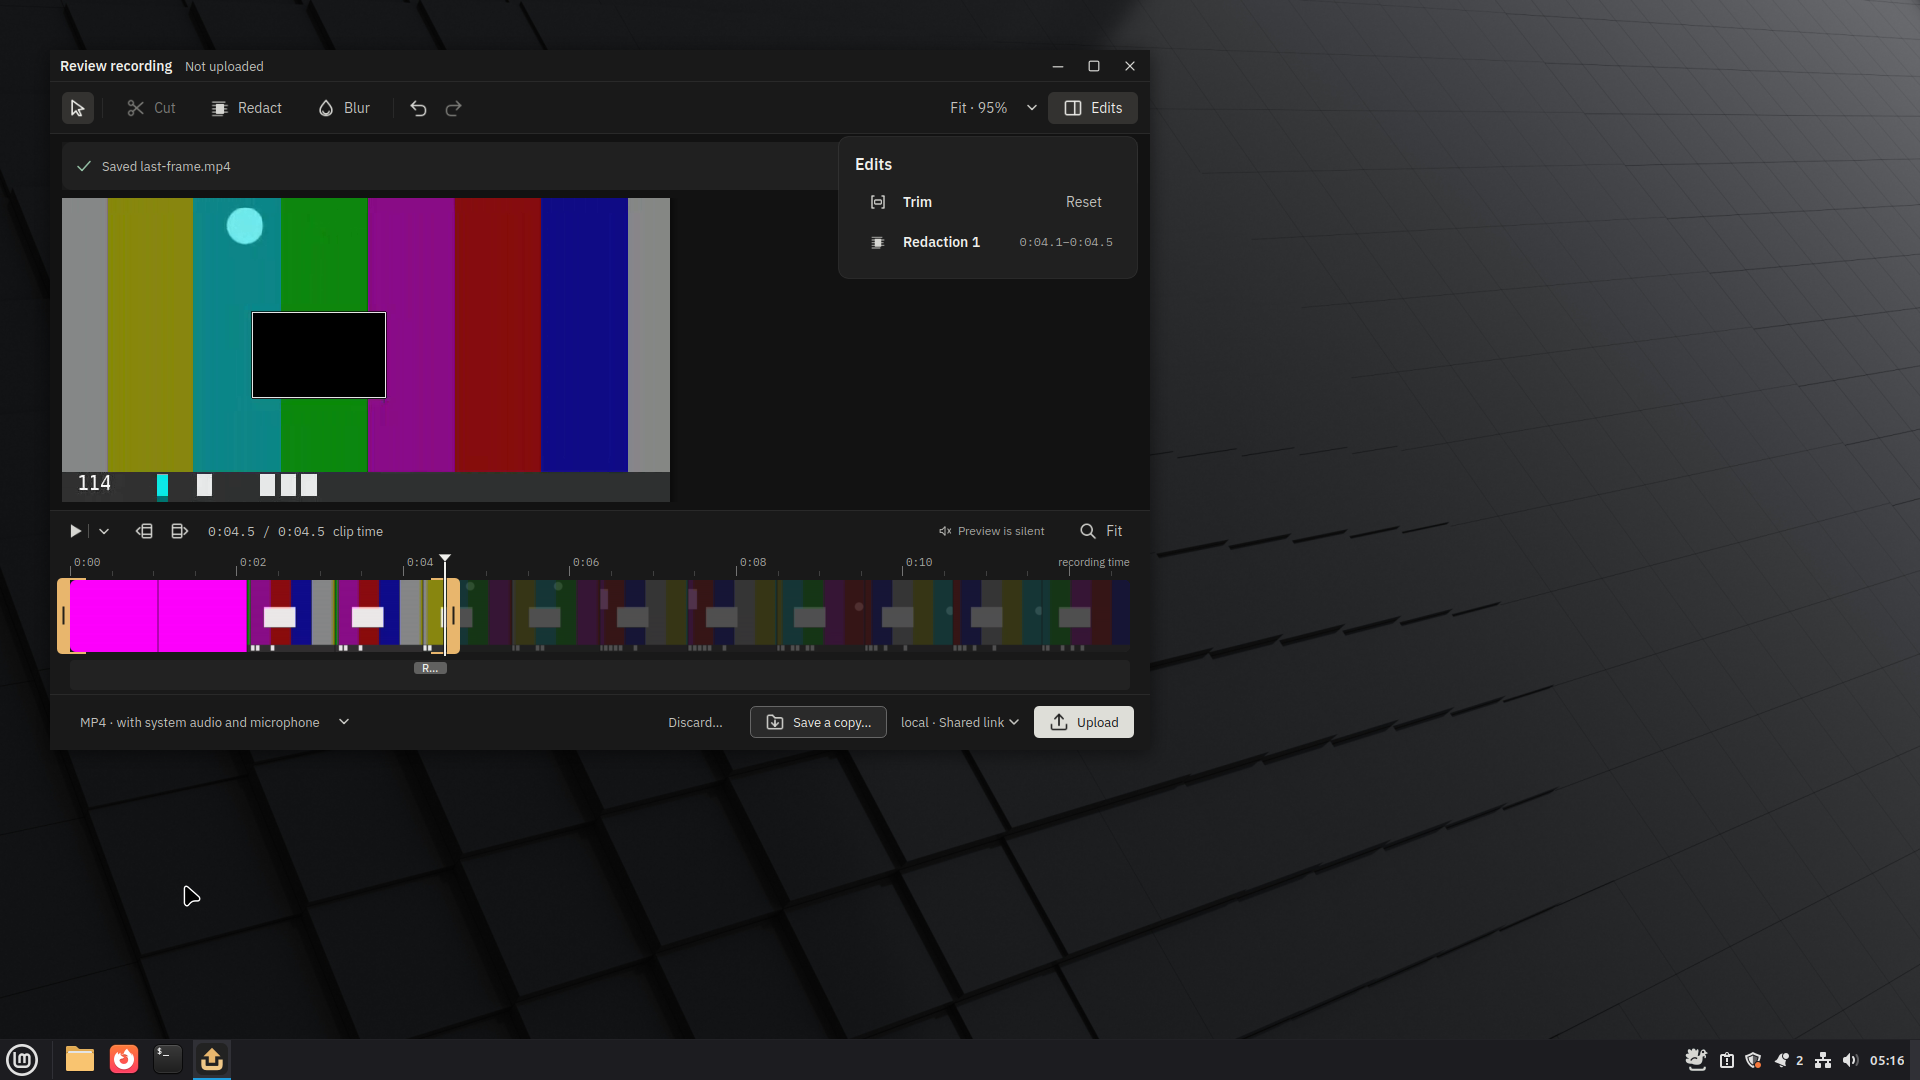 Review recording Not uploaded
Cut Redact Blur Fit · 95% Edits
Saved last-frame.mp4
Edits
Trim Reset
Redaction 1 0:04.1–0:04.5
114
0:04.5 / 0:04.5 clip time Preview is silent Fit
0:00 0:02 0:04 0:06 0:08 0:10 recording time
R...
MP4 · with system audio and microphone Discard... Save a copy... local · Shared link Upload
$_
2 05:16